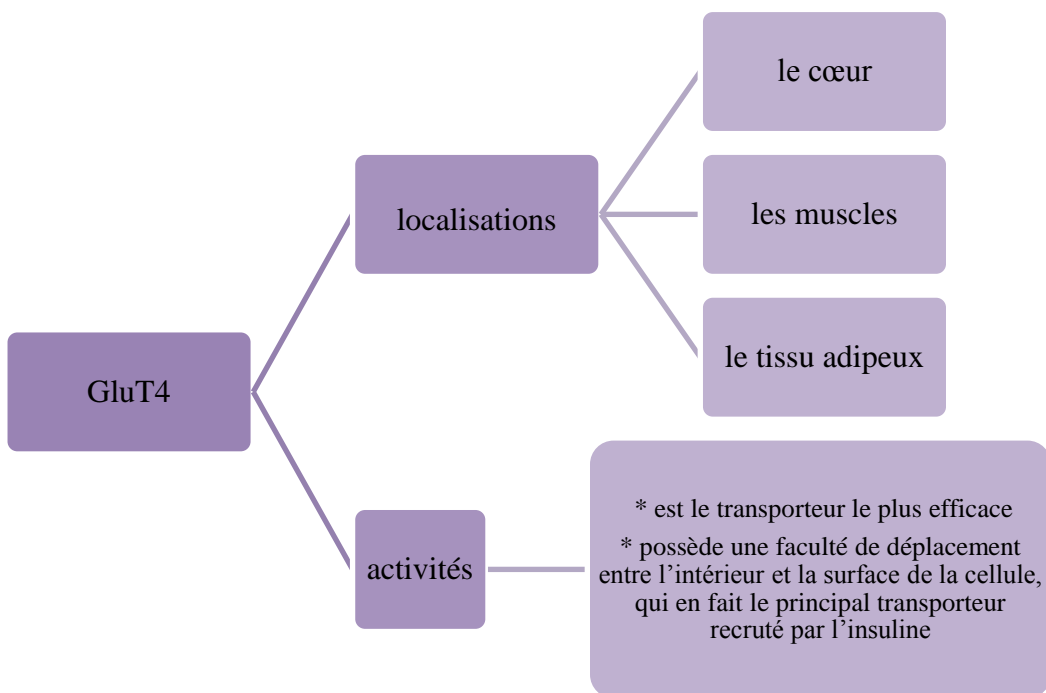 le cœur
localisations
les muscles
le tissu adipeux
GluT4
activités
* est le transporteur le plus efficace
* possède une faculté de déplacement
entre l’intérieur et la surface de la cellule,
qui en fait le principal transporteur
recruté par l’insuline